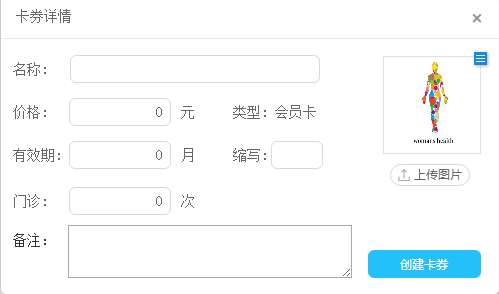 卡券详情 ×
名称:
价格: 0 元 类型: 会员卡
有效期: 0 月 缩写:
门诊: 0 次
备注:
woman's health
上传图片
创建卡券